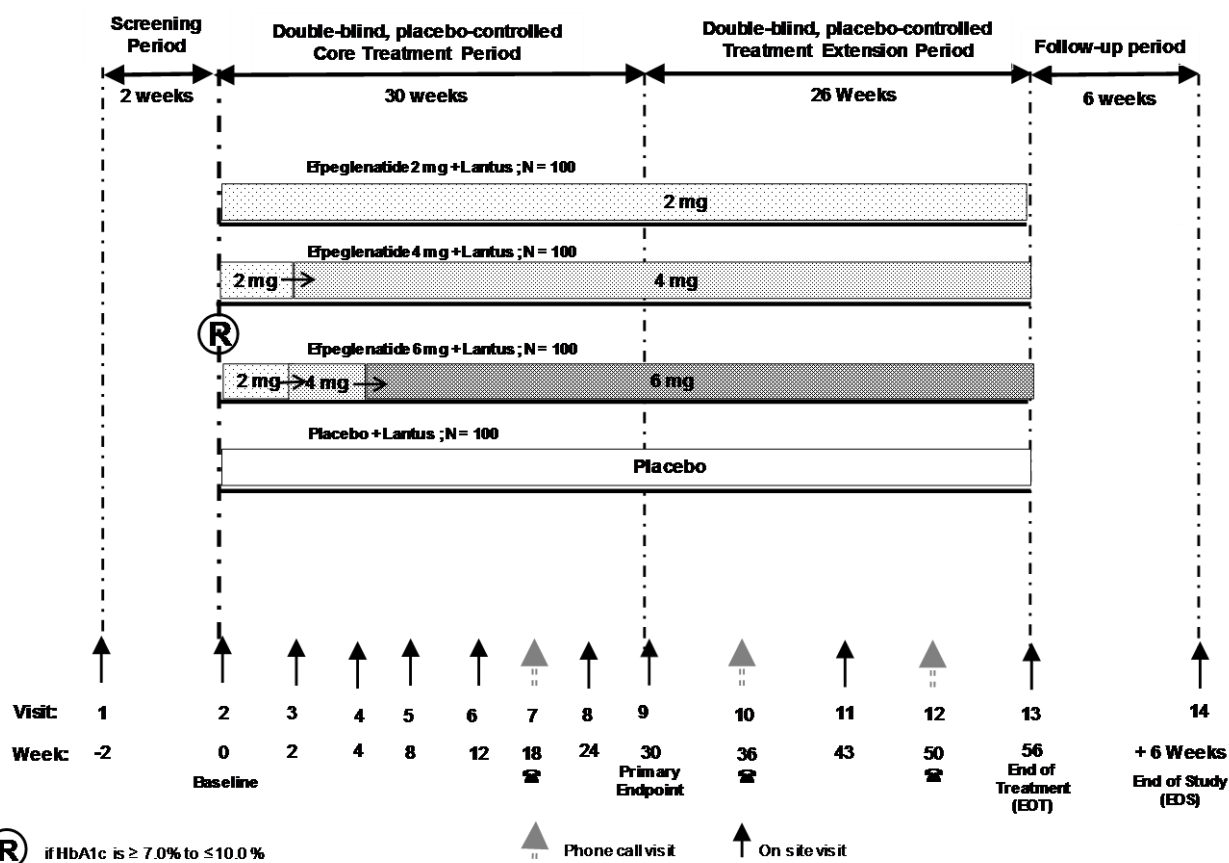 Screening
Period
Double-blind, placebo-controlled
Core Treatment Period
Double-blind, placebo-controlled
Treatment Extension Period
Follow-up period
2 weeks
30 weeks
26 Weeks
6 weeks
Efpeglenatide 2 mg + Lantus ; N = 100
2 mg
Efpeglenatide 4 mg + Lantus ; N = 100
2 mg
4 mg
R
Efpeglenatide 6 mg + Lantus ; N = 100
2 mg
4 mg
6 mg
Placebo + Lantus ; N = 100
Placebo
Visit: 1 2 3 4 5 6 7 8 9 10 11 12 13 14
Week: -2 0 2 4 8 12 18 24 30 36 43 50 56 + 6 Weeks
Baseline
Primary
Endpoint
End of
Treatment
(EOT)
End of Study
(EOS)
R if HbA1c is ≥ 7.0% to ≤10.0 %
Phone call visit
On site visit